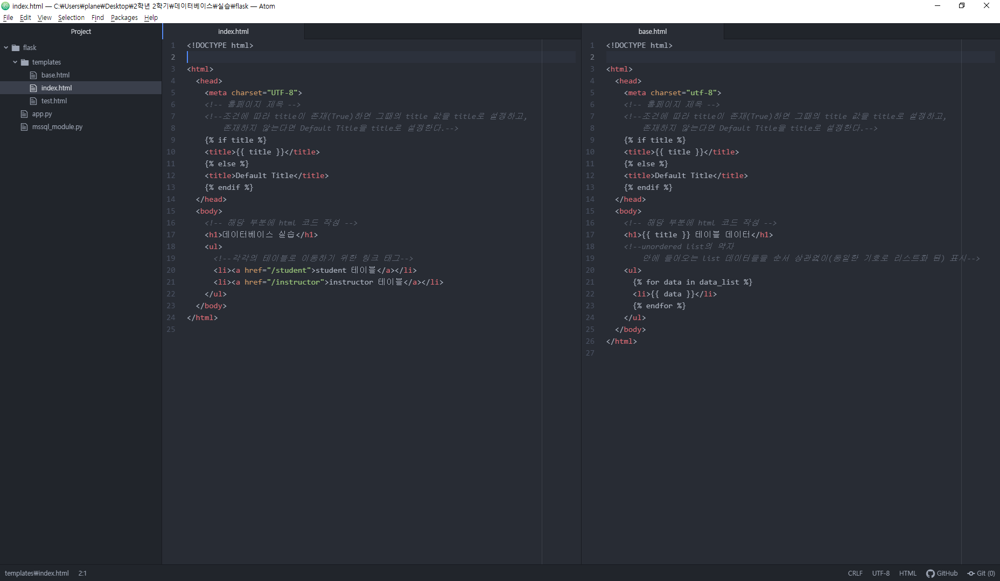 index.html — C:₩Users₩plane₩Desktop₩2학년 2학기₩데이터베이스₩실습₩flask — Atom
File Edit View Selection Find Packages Help
Project
flask
templates
base.html
index.html
test.html
app.py
mssql_module.py
index.html
1 <!DOCTYPE html>
2
3 <html>
4 <head>
5 <meta charset="UTF-8">
6 <!-- 홈페이지 제목 -->
7 <!--조건에 따라 title이 존재(True)하면 그때의 title 값을 title로 설정하고,
8 존재하지 않는다면 Default Title을 title로 설정한다.-->
9 {% if title %}
10 <title>{{ title }}</title>
11 {% else %}
12 <title>Default Title</title>
13 {% endif %}
14 </head>
15 <body>
16 <!-- 해당 부분에 html 코드 작성 -->
17 <h1>데이터베이스 실습</h1>
18 <ul>
19 <!--각각의 테이블로 이동하기 위한 링크 태그-->
20 <li><a href="/student">student 테이블</a></li>
21 <li><a href="/instructor">instructor 테이블</a></li>
22 </ul>
23 </body>
24 </html>
25
base.html
1 <!DOCTYPE html>
2
3 <html>
4 <head>
5 <meta charset="utf-8">
6 <!-- 홈페이지 제목 -->
7 <!--조건에 따라 title이 존재(True)하면 그때의 title 값을 title로 설정하고,
8 존재하지 않는다면 Default Title을 title로 설정한다.-->
9 {% if title %}
10 <title>{{ title }}</title>
11 {% else %}
12 <title>Default Title</title>
13 {% endif %}
14 </head>
15 <body>
16 <!-- 해당 부분에 html 코드 작성 -->
17 <h1>{{ title }} 테이블 데이터</h1>
18 <!--unordered list의 약자
19 안에 들어오는 list 데이터들을 순서 상관없이(동일한 기호로 리스트화 된) 표시-->
20 <ul>
21 {% for data in data_list %}
22 <li>{{ data }}</li>
23 {% endfor %}
24 </ul>
25 </body>
26 </html>
27
templates₩index.html 2:1
CRLF UTF-8 HTML GitHub Git (0)